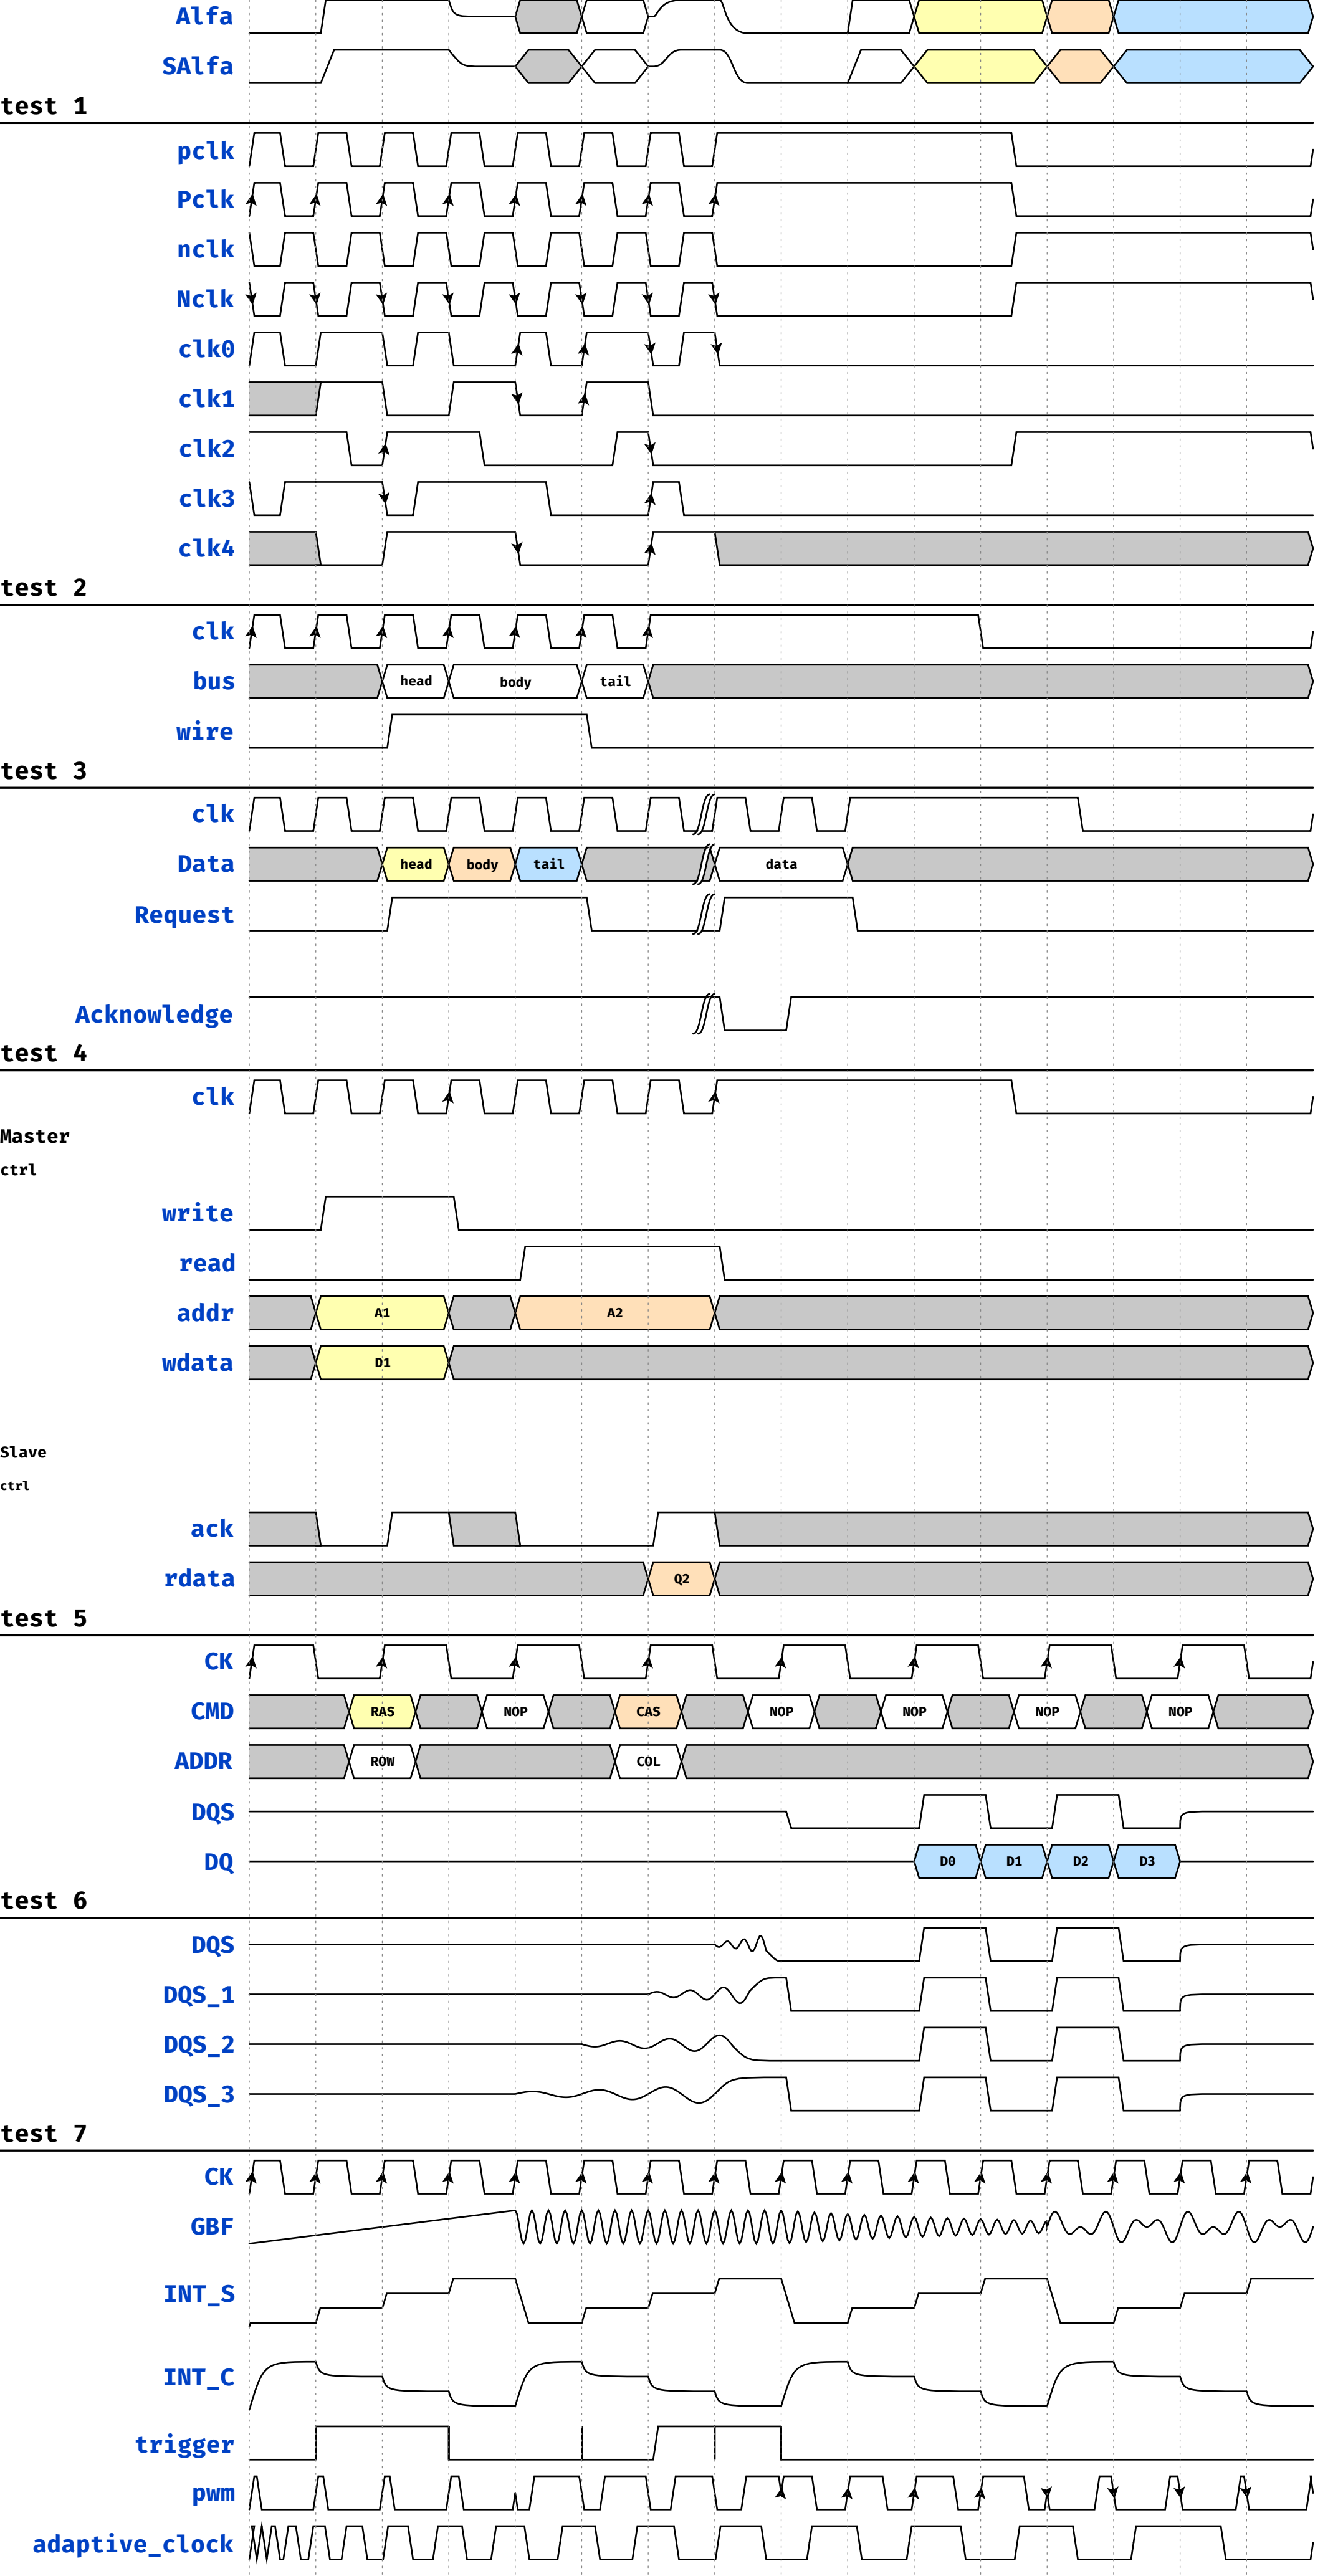 Alfa
SAlfa
test 1
pclk
Pclk
nclk
Nclk
clk0
clk1
clk2
clk3
clk4
test 2
clk
bus head body tail
wire
test 3
clk
Data head body tail data
Request
Acknowledge
test 4
clk
Master
ctrl
write
read
addr A1 A2
wdata D1
Slave
ctrl
ack
rdata Q2
test 5
CK
CMD RAS NOP CAS NOP NOP NOP NOP
ADDR ROW COL
DQS
DQ D0 D1 D2 D3
test 6
DQS
DQS_1
DQS_2
DQS_3
test 7
CK
GBF
INT_S
INT_C
trigger
pwm
adaptive_clock